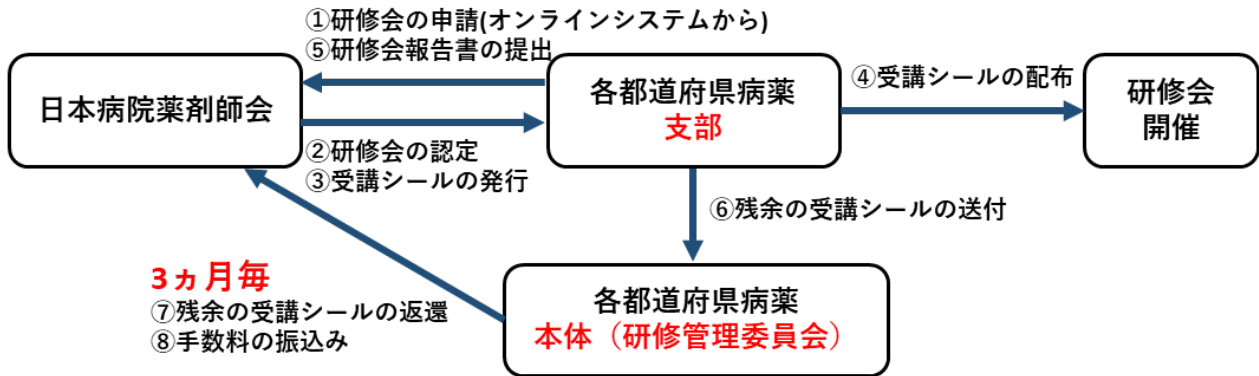 ①研修会の申請(オンラインシステムから)
⑤研修会報告書の提出
日本病院薬剤師会
各都道府県病薬
支部
④受講シールの配布
研修会
開催
②研修会の認定
③受講シールの発行
⑥残余の受講シールの送付
3ヵ月毎
⑦残余の受講シールの返還
⑧手数料の振込み
各都道府県病薬
本体（研修管理委員会）